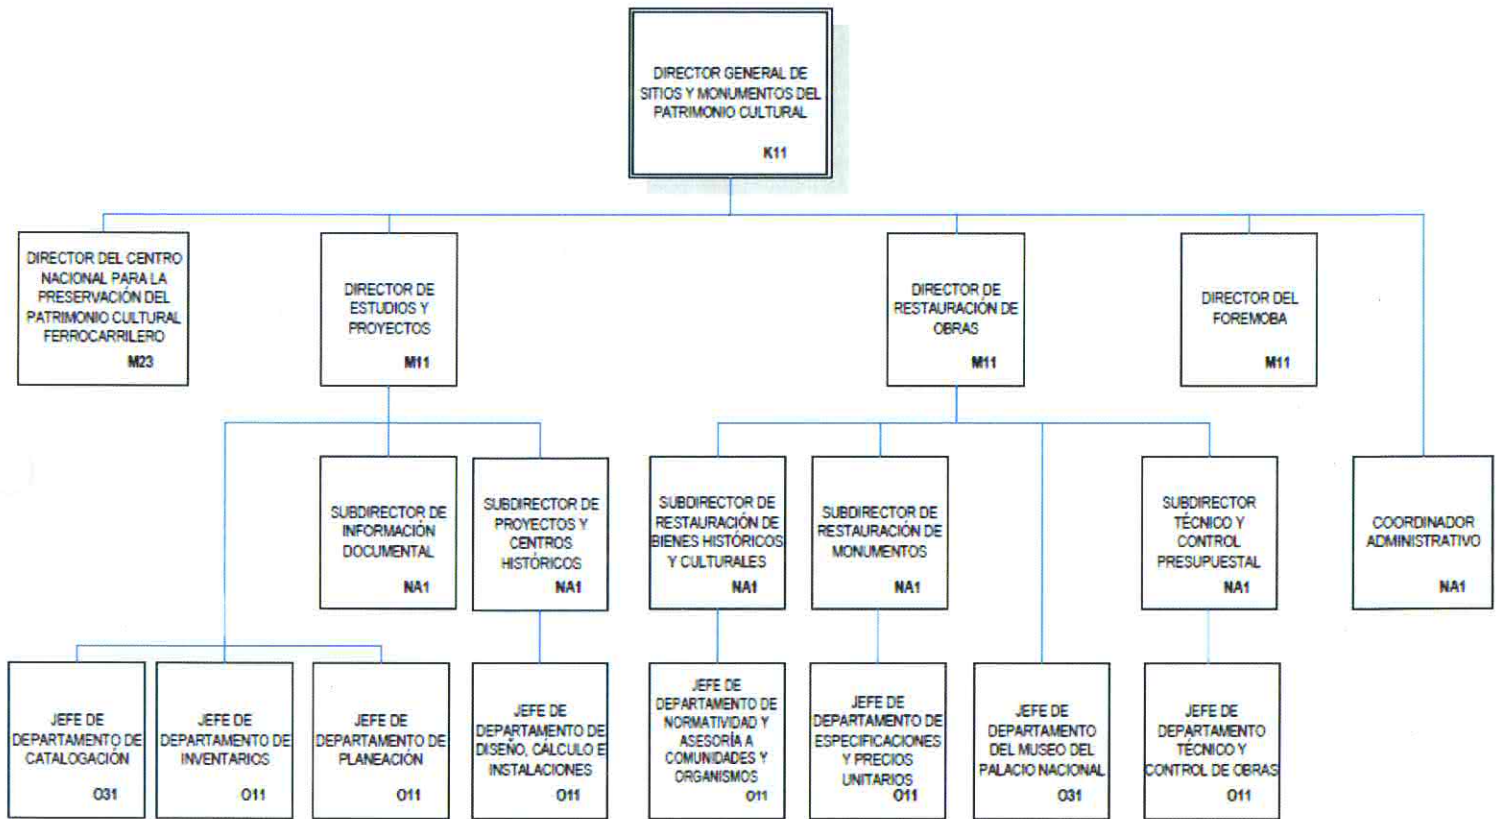 DIRECTOR GENERAL DE
SITIOS Y MONUMENTOS DEL
PATRIMONIO CULTURAL
K11
DIRECTOR DEL CENTRO
NACIONAL PARA LA
PRESERVACIÓN DEL
PATRIMONIO CULTURAL
FERROCARRILERO
M23
DIRECTOR DE
ESTUDIOS Y
PROYECTOS
M11
DIRECTOR DE
RESTAURACIÓN DE
OBRAS
M11
DIRECTOR DEL
FOREMOBA
M11
SUBDIRECTOR DE
INFORMACIÓN
DOCUMENTAL
NA1
SUBDIRECTOR DE
PROYECTOS Y
CENTROS
HISTÓRICOS
NA1
SUBDIRECTOR DE
RESTAURACIÓN DE
BIENES HISTÓRICOS
Y CULTURALES
NA1
SUBDIRECTOR DE
RESTAURACIÓN DE
MONUMENTOS
NA1
SUBDIRECTOR
TÉCNICO Y
CONTROL
PRESUPUESTAL
NA1
COORDINADOR
ADMINISTRATIVO
NA1
JEFE DE
DEPARTAMENTO DE
CATALOGACIÓN
O31
JEFE DE
DEPARTAMENTO DE
INVENTARIOS
O11
JEFE DE
DEPARTAMENTO DE
PLANEACIÓN
O11
JEFE DE
DEPARTAMENTO DE
DISEÑO, CÁLCULO E
INSTALACIONES
O11
JEFE DE
DEPARTAMENTO DE
NORMATIVIDAD Y
ASESORÍA A
COMUNIDADES Y
ORGANISMOS
O11
JEFE DE
DEPARTAMENTO DE
ESPECIFICACIONES
Y PRECIOS
UNITARIOS
O11
JEFE DE
DEPARTAMENTO
DEL MUSEO DEL
PALACIO NACIONAL
O31
JEFE DE
DEPARTAMENTO
TÉCNICO Y
CONTROL DE OBRAS
O11